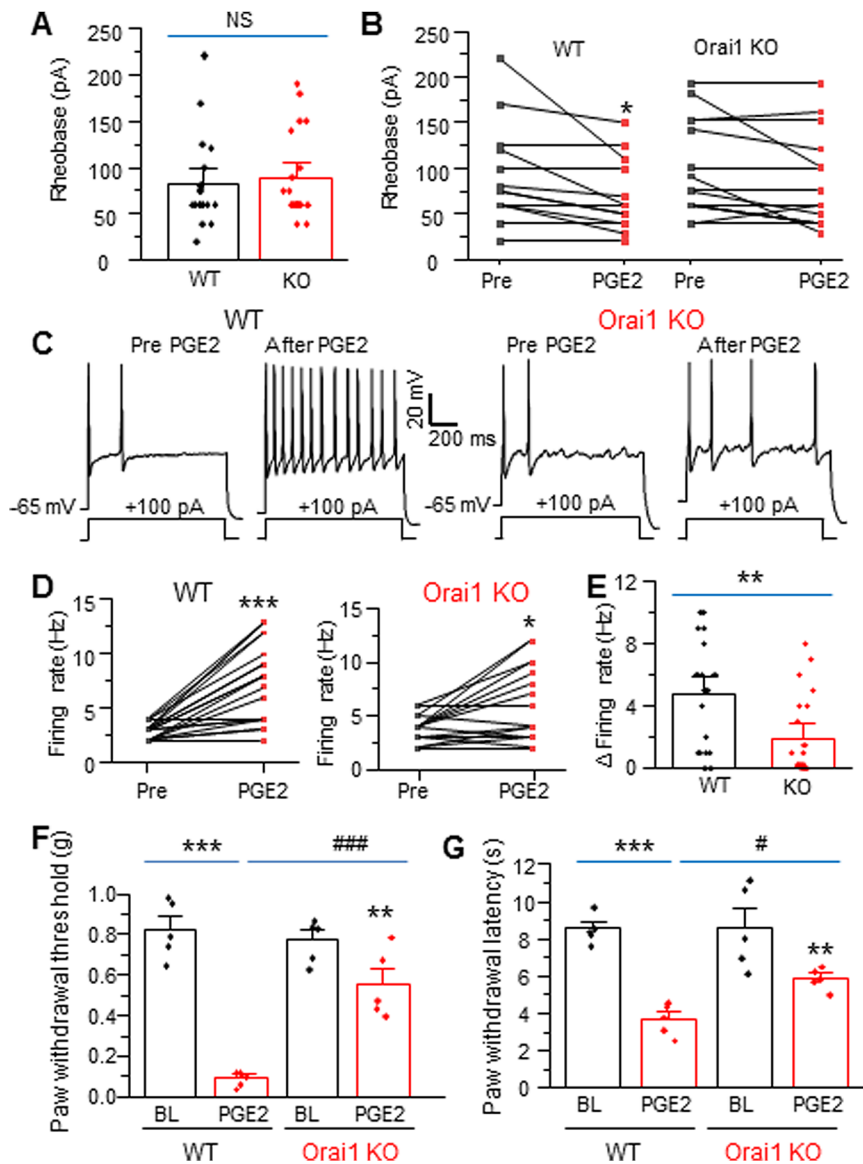 A
NS
Rheobase (pA)
250
200
150
100
50
0
WT
KO
B
WT
Orai1 KO
*
Rheobase (pA)
250
200
150
100
50
0
Pre
PGE2
Pre
PGE2
WT
Orai1 KO
C
Pre PGE2
After PGE2
20 mV
200 ms
Pre PGE2
After PGE2
-65 mV
+100 pA
+100 pA
-65 mV
+100 pA
+100 pA
D
WT
***
Firing rate (Hz)
15
10
5
0
Pre
PGE2
Orai1 KO
*
Firing rate (Hz)
15
10
5
0
Pre
PGE2
E
**
Δ Firing rate (Hz)
12
8
4
0
WT
KO
F
***
###
**
Paw withdrawal threshold (g)
1.0
0.8
0.6
0.4
0.2
0.0
BL
PGE2
BL
PGE2
WT
Orai1 KO
G
***
#
**
Paw withdrawal latency (s)
12
10
8
6
4
2
0
BL
PGE2
BL
PGE2
WT
Orai1 KO